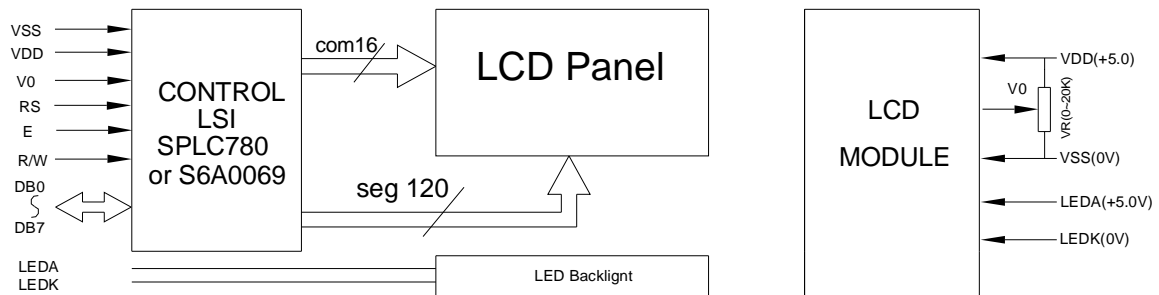 VSS
VDD
V0
RS
E
R/W
DB0
DB7
LEDA
LEDK
CONTROL
LSI
SPLC780
or S6A0069
com16
seg 120
LCD Panel
LED Backlignt
LCD
MODULE
VDD(+5.0)
V0
VR(0~20K)
VSS(0V)
LEDA(+5.0V)
LEDK(0V)